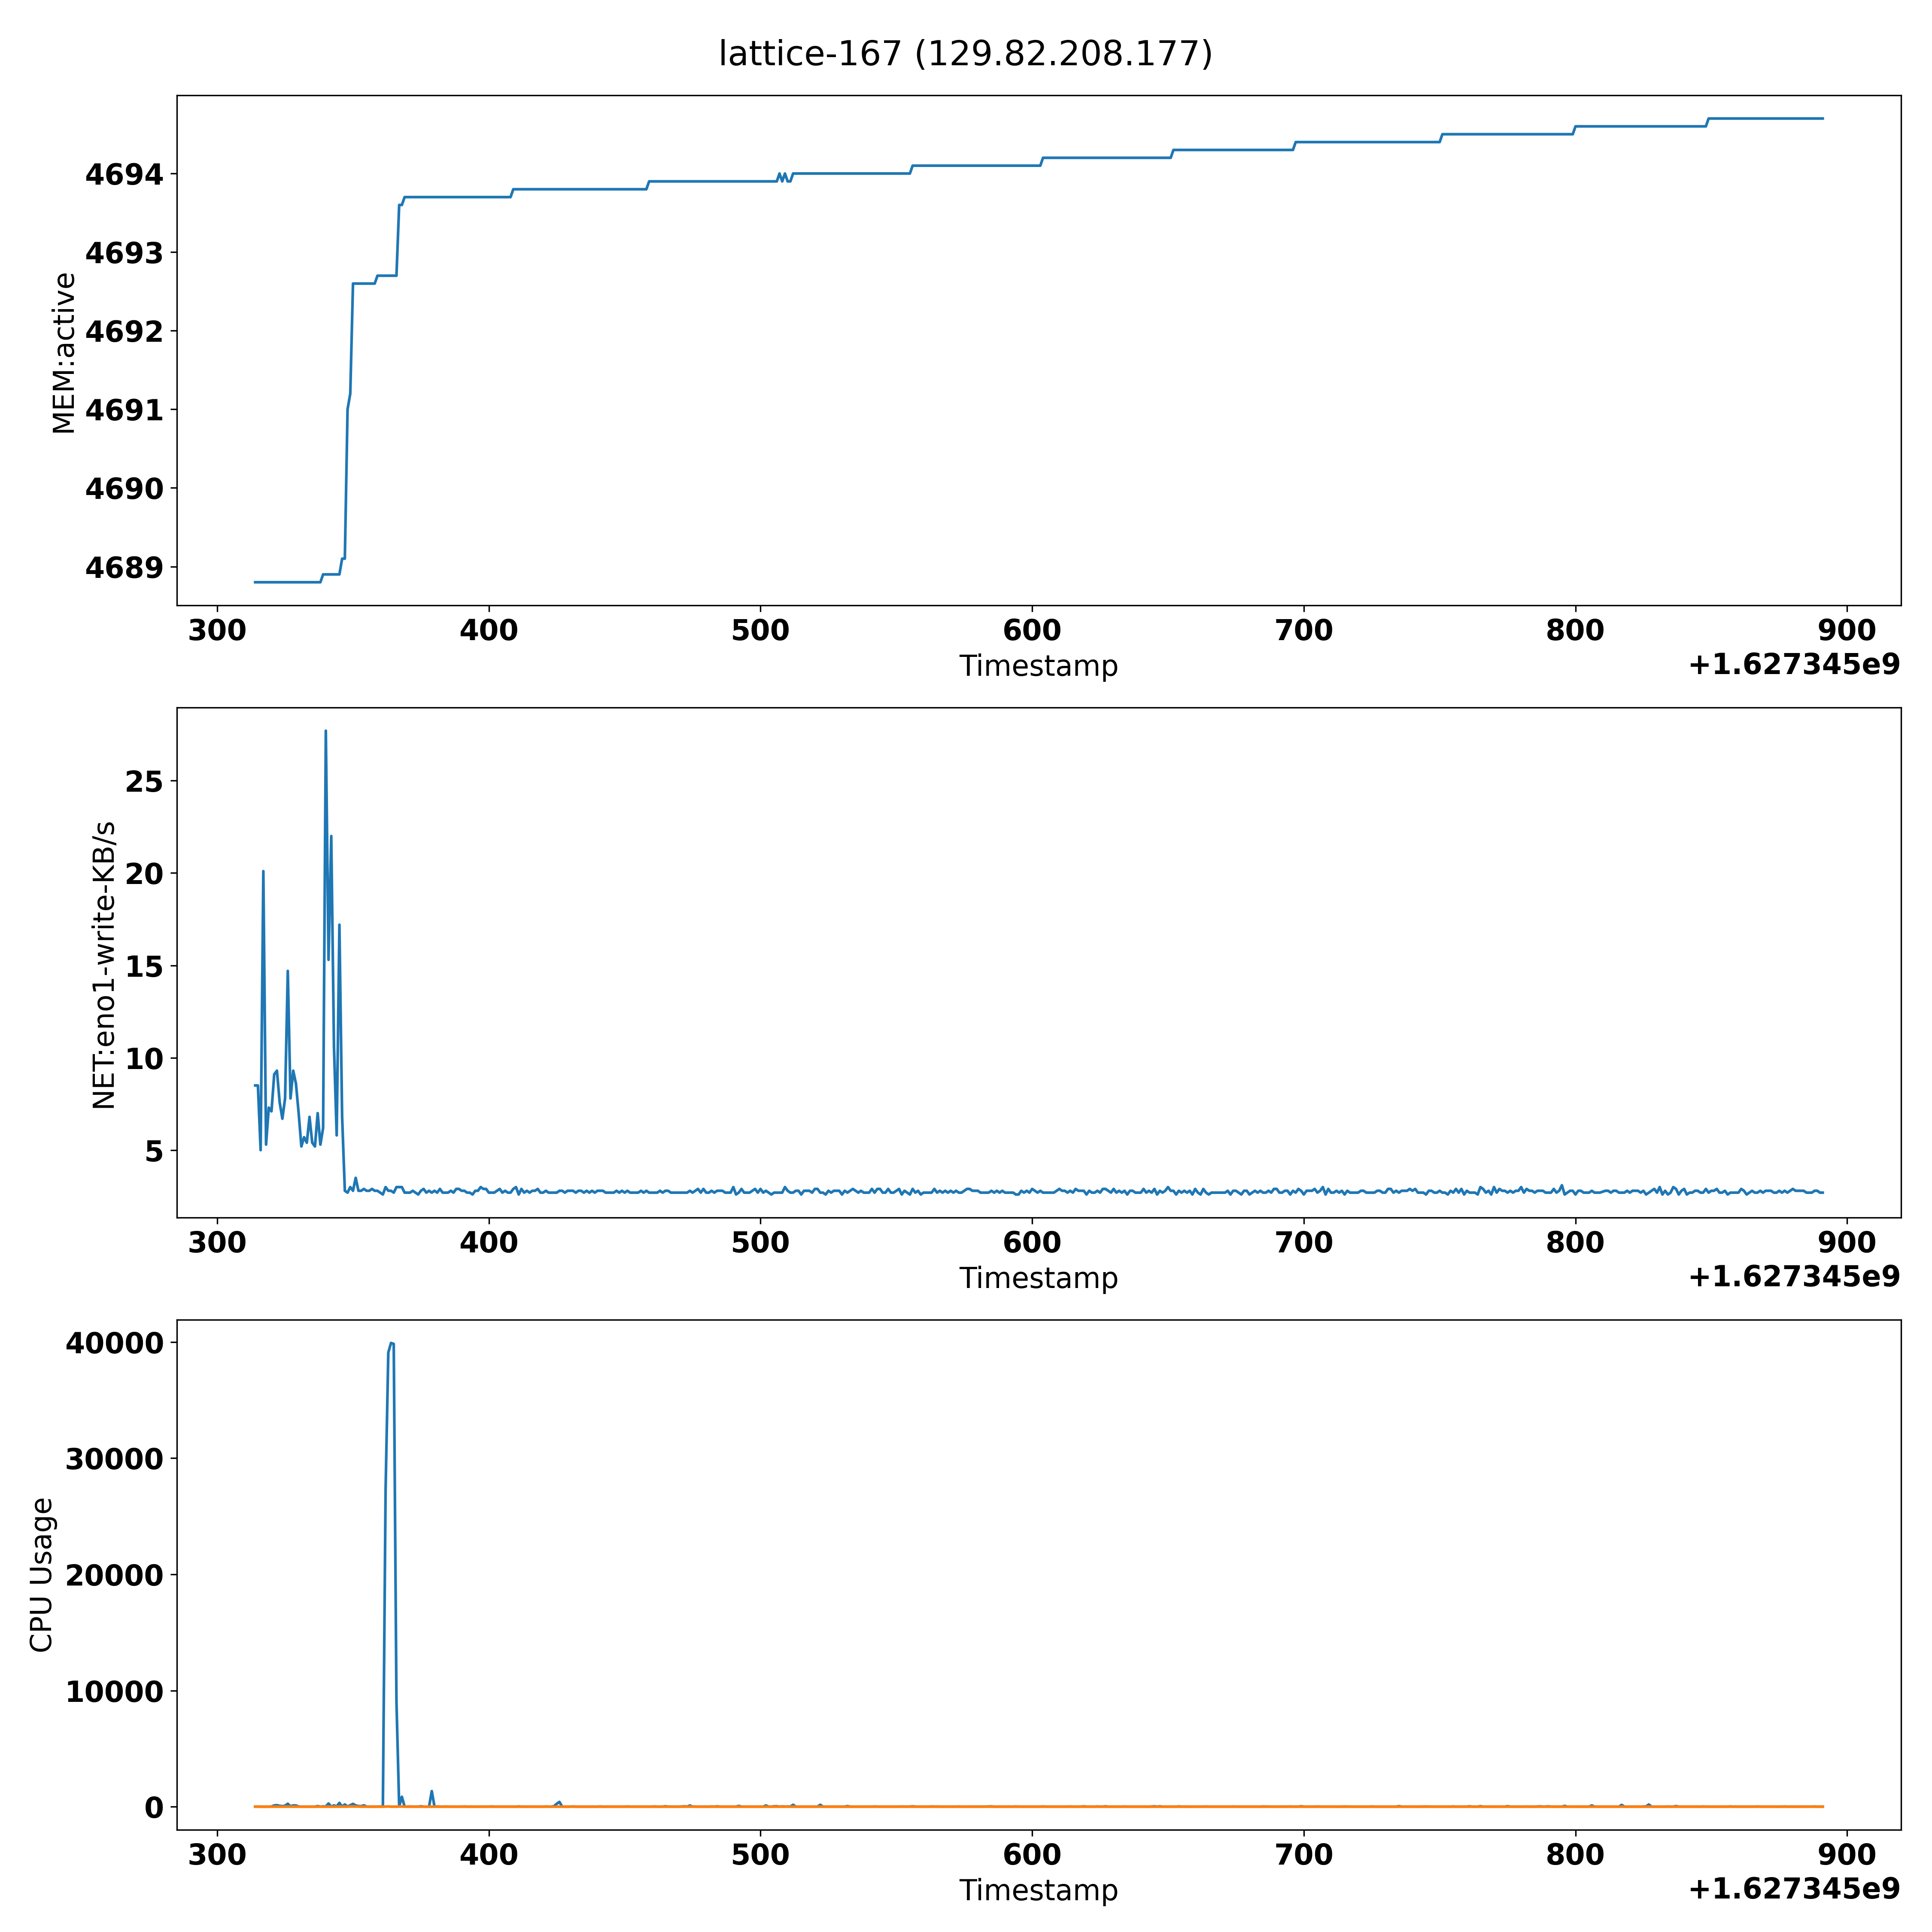 lattice-167 (129.82.208.177)
4694
4693
4692
4691
4690
4689
MEM:active
300 400 500 600 700 800 900
Timestamp
+1.627345e9
25
20
15
10
5
NET:eno1-write-KB/s
300 400 500 600 700 800 900
Timestamp
+1.627345e9
40000
30000
20000
10000
0
CPU Usage
300 400 500 600 700 800 900
Timestamp
+1.627345e9